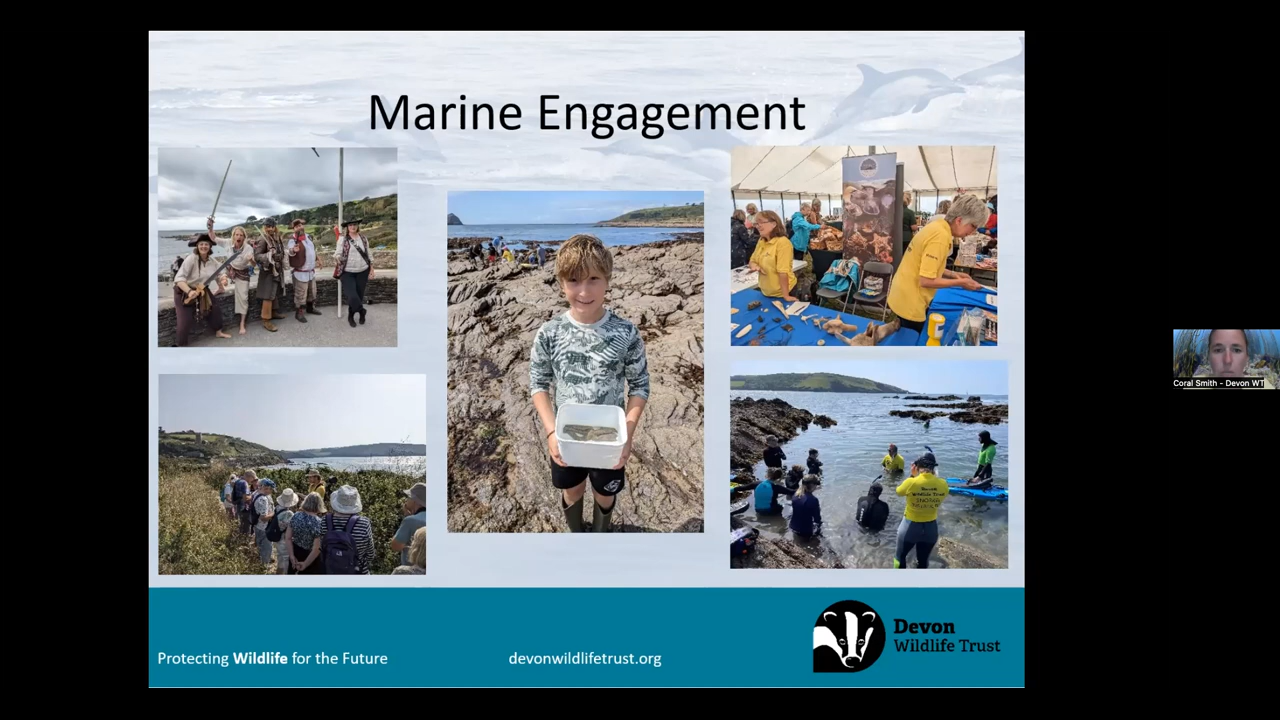 Marine Engagement
Protecting Wildlife for the Future
devonwildlifetrust.org
Devon
Wildlife Trust
Coral Smith - Devon WT